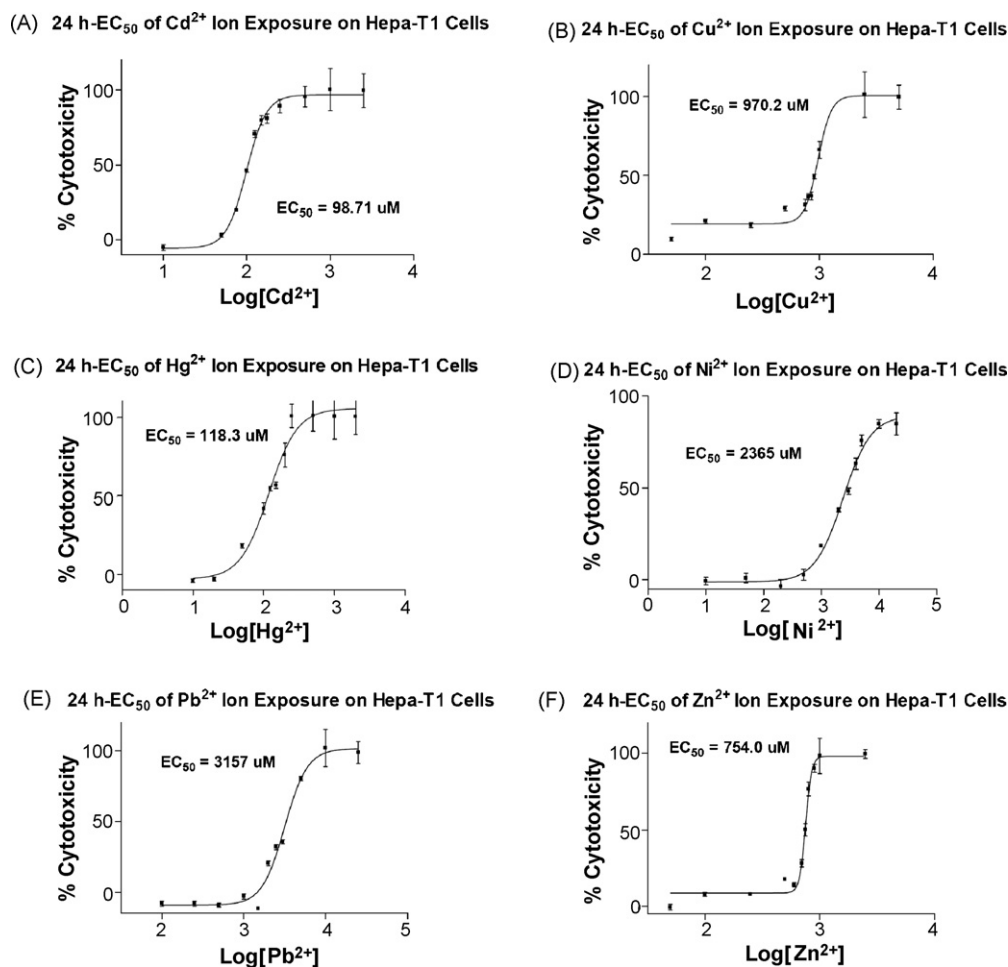 (A) 24 h-EC₅₀ of Cd²⁺ Ion Exposure on Hepa-T1 Cells
% Cytotoxicity
100
50
0
EC₅₀ = 98.71 uM
1 2 3 4
Log[Cd²⁺]
(B) 24 h-EC₅₀ of Cu²⁺ Ion Exposure on Hepa-T1 Cells
% Cytotoxicity
EC₅₀ = 970.2 uM
100
50
0
2 3 4
Log[Cu²⁺]
(C) 24 h-EC₅₀ of Hg²⁺ Ion Exposure on Hepa-T1 Cells
% Cytotoxicity
100
EC₅₀ = 118.3 uM
50
0
0 1 2 3 4
Log[Hg²⁺]
(D) 24 h-EC₅₀ of Ni²⁺ Ion Exposure on Hepa-T1 Cells
% Cytotoxicity
100
EC₅₀ = 2365 uM
50
0
0 1 2 3 4 5
Log[Ni²⁺]
(E) 24 h-EC₅₀ of Pb²⁺ Ion Exposure on Hepa-T1 Cells
% Cytotoxicity
100
EC₅₀ = 3157 uM
50
0
2 3 4 5
Log[Pb²⁺]
(F) 24 h-EC₅₀ of Zn²⁺ Ion Exposure on Hepa-T1 Cells
% Cytotoxicity
EC₅₀ = 754.0 uM
100
50
0
2 3 4
Log[Zn²⁺]